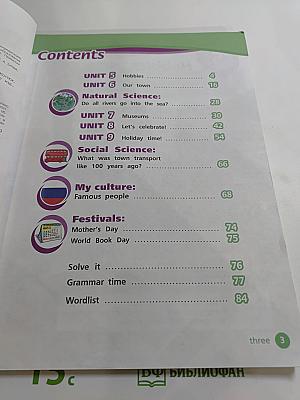 Contents
UNIT 5 Hobbies 4
UNIT 6 Our town 16
Natural Science:
Do all rivers go into the sea? 28
UNIT 7 Museums 30
UNIT 8 Let's celebrate! 42
UNIT 9 Holiday time! 54
Social Science:
What was town transport
like 100 years ago? 66
My culture:
Famous people 68
Festivals:
Mother's Day 74
World Book Day 75
Solve it 76
Grammar time 77
Wordlist 84
three 3
БИБЛИОФАН